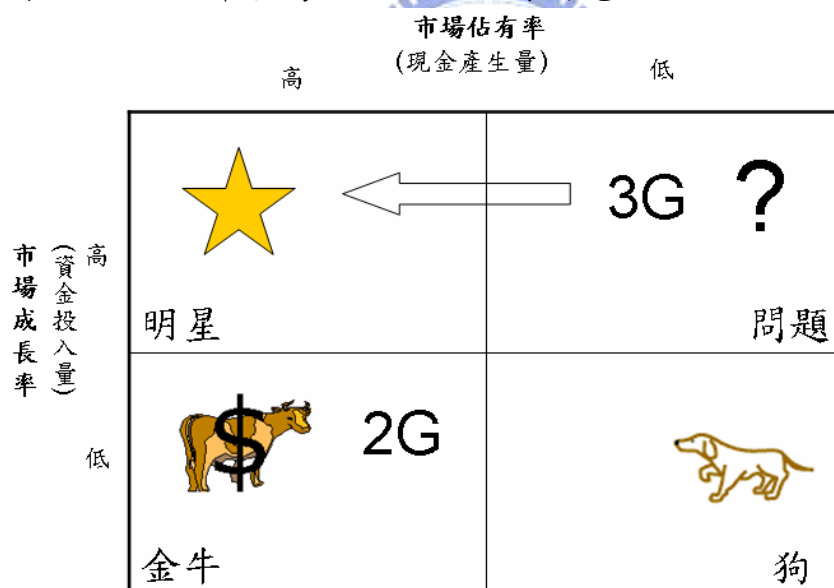 市場佔有率
(現金產生量)
高
低
市場成長率
(資金投入量)
高
3G ?
明星
問題
低
$
2G
金牛
狗